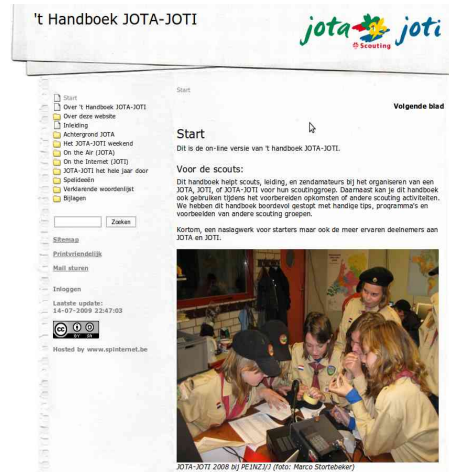 't Handboek JOTA-JOTI
jota joti
Scouting
Start
Over 't Handboek JOTA-JOTI
Over deze website
Inleiding
Achtergrond JOTA
Het JOTA-JOTI weekend
On the Air (JOTA)
On the Internet (JOTI)
JOTA-JOTI het hele jaar door
Spelideeën
Verklarende woordenlijst
Bijlagen
Zoeken
Sitemap
Printvriendelijk
Mail sturen
Inloggen
Laatste update:
14-07-2009 22:47:03
CC BY SA
Hosted by www.spinternet.be
Start
Volgende blad
Start
Dit is de on-line versie van 't handboek JOTA-JOTI.
Voor de scouts:
Dit handboek helpt scouts, leiding, en zendamateurs bij het organiseren van een
JOTA, JOTI, of JOTA-JOTI voor hun scoutinggroep. Daarnaast kan je dit handboek
ook gebruiken tijdens het voorbereiden opkomsten of andere scouting activiteiten.
We hebben dit handboek boordevol gestopt met handige tips, programma's en
voorbeelden van andere scouting groepen.
Kortom, een naslagwerk voor starters maar ook de meer ervaren deelnemers aan
JOTA en JOTI.
JOTA-JOTI 2008 bij PE1NZJ/J (foto: Marco Stortebeker)